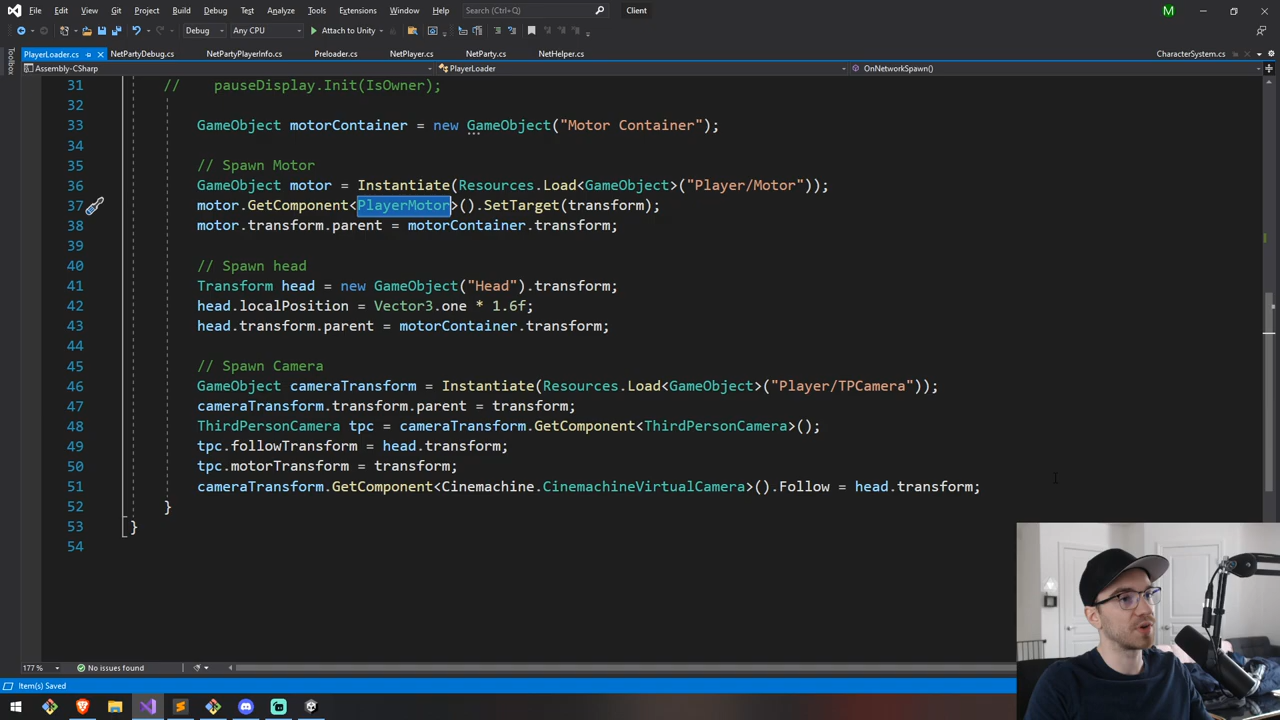 File Edit View Git Project Build Debug Test Analyze Tools Extensions Window Help Search (Ctrl+Q) Client M
Debug Any CPU Attach to Unity
PlayerLoader.cs NetPartyDebug.cs NetPartyPlayerInfo.cs Preloader.cs NetPlayer.cs NetParty.cs NetHelper.cs CharacterSystem.cs
Toolbox
Assembly-CSharp PlayerLoader OnNetworkSpawn()
31 // pauseDisplay.Init(IsOwner);
32
33 GameObject motorContainer = new GameObject("Motor Container");
34
35 // Spawn Motor
36 GameObject motor = Instantiate(Resources.Load<GameObject>("Player/Motor"));
37 motor.GetComponent<PlayerMotor>().SetTarget(transform);
38 motor.transform.parent = motorContainer.transform;
39
40 // Spawn head
41 Transform head = new GameObject("Head").transform;
42 head.localPosition = Vector3.one * 1.6f;
43 head.transform.parent = motorContainer.transform;
44
45 // Spawn Camera
46 GameObject cameraTransform = Instantiate(Resources.Load<GameObject>("Player/TPCamera"));
47 cameraTransform.transform.parent = transform;
48 ThirdPersonCamera tpc = cameraTransform.GetComponent<ThirdPersonCamera>();
49 tpc.followTransform = head.transform;
50 tpc.motorTransform = transform;
51 cameraTransform.GetComponent<Cinemachine.CinemachineVirtualCamera>().Follow = head.transform;
52 }
53 }
54
177 % No issues found
Item(s) Saved